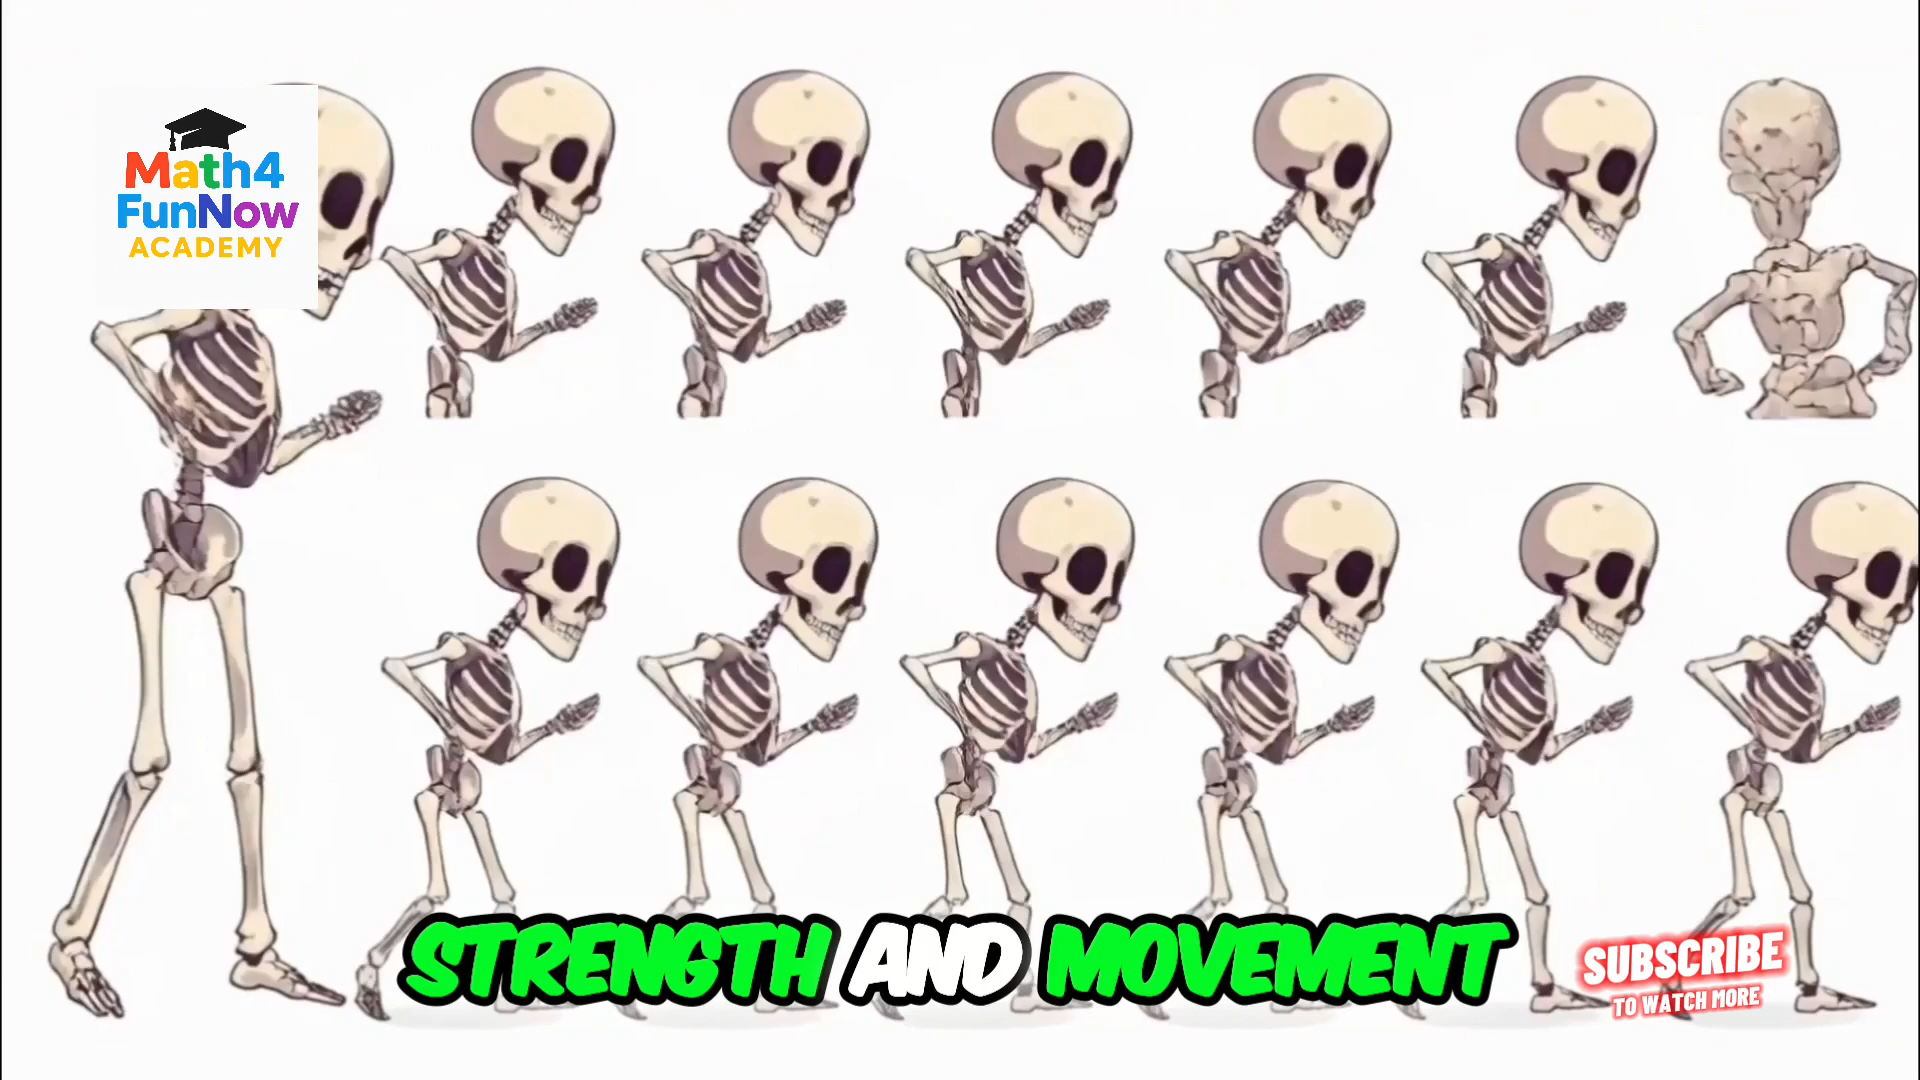 Math4
FunNow
ACADEMY
STRENGTH AND MOVEMENT
SUBSCRIBE
TO WATCH MORE